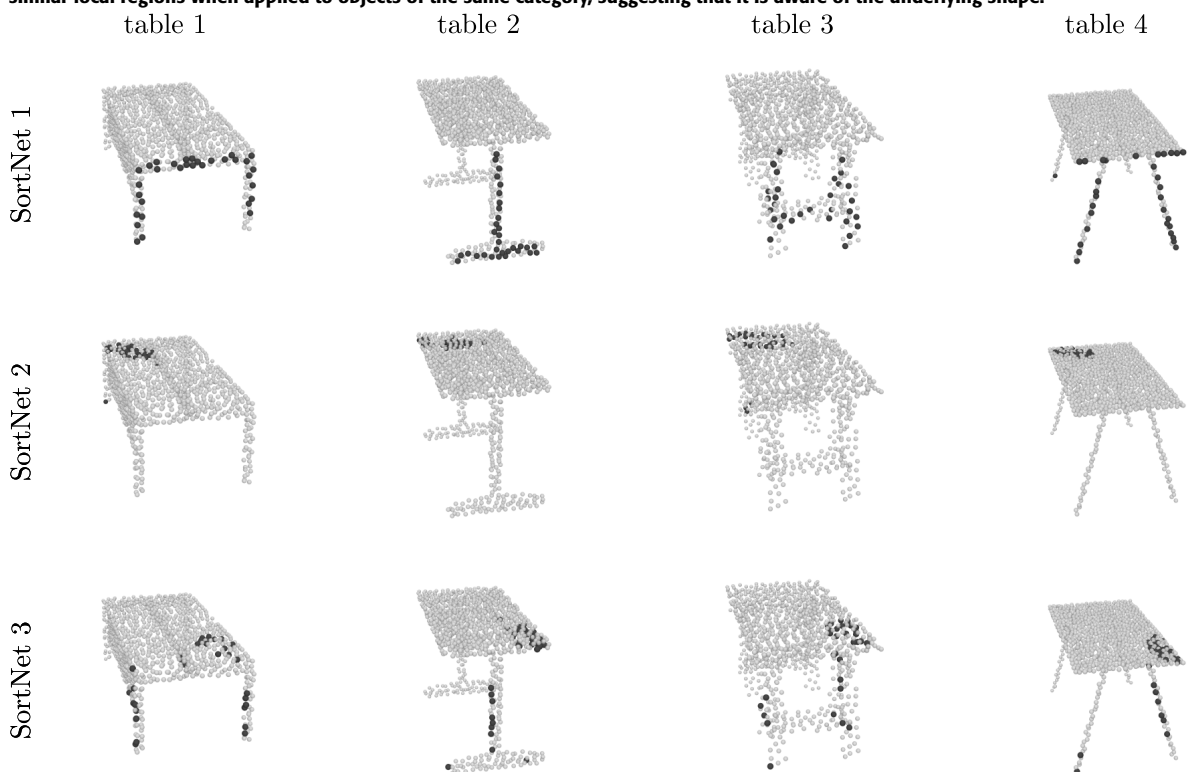 similar local regions when applied to objects of the same category, suggesting that it is aware of the underlying shape.
table 1 table 2 table 3 table 4
SortNet 1
SortNet 2
SortNet 3